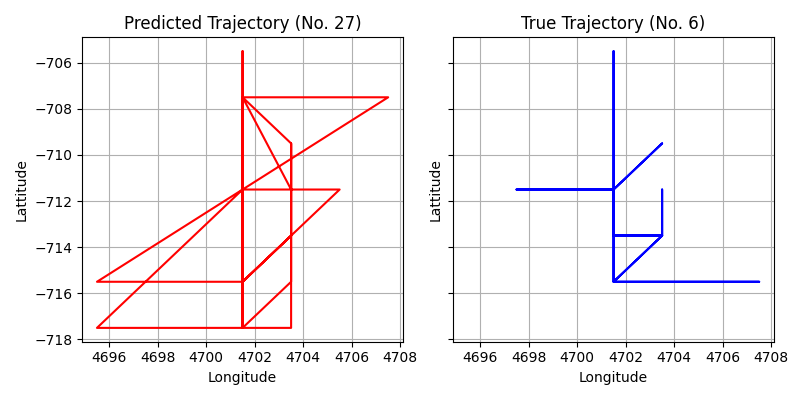 Predicted Trajectory (No. 27)
True Trajectory (No. 6)
−706
−708
−710
−712
−714
−716
−718
Lattitude
Lattitude
4696 4698 4700 4702 4704 4706 4708
4696 4698 4700 4702 4704 4706 4708
Longitude
Longitude